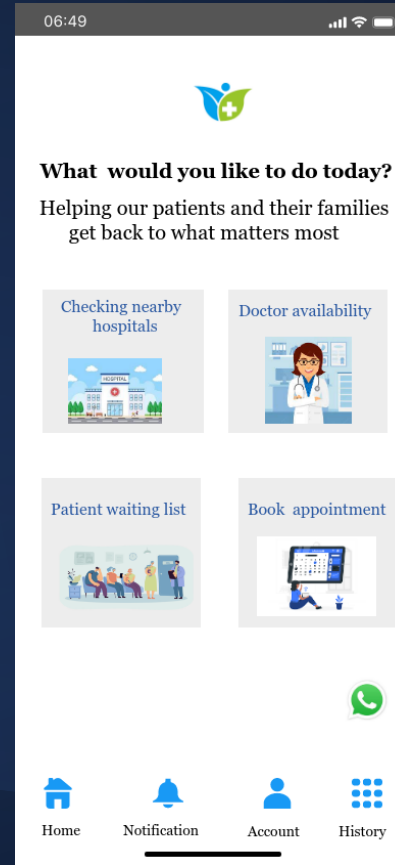 06:49
What would you like to do today?
Helping our patients and their families
get back to what matters most
Checking nearby
hospitals
Doctor availability
HOSPITAL
Patient waiting list
Book appointment
Home
Notification
Account
History